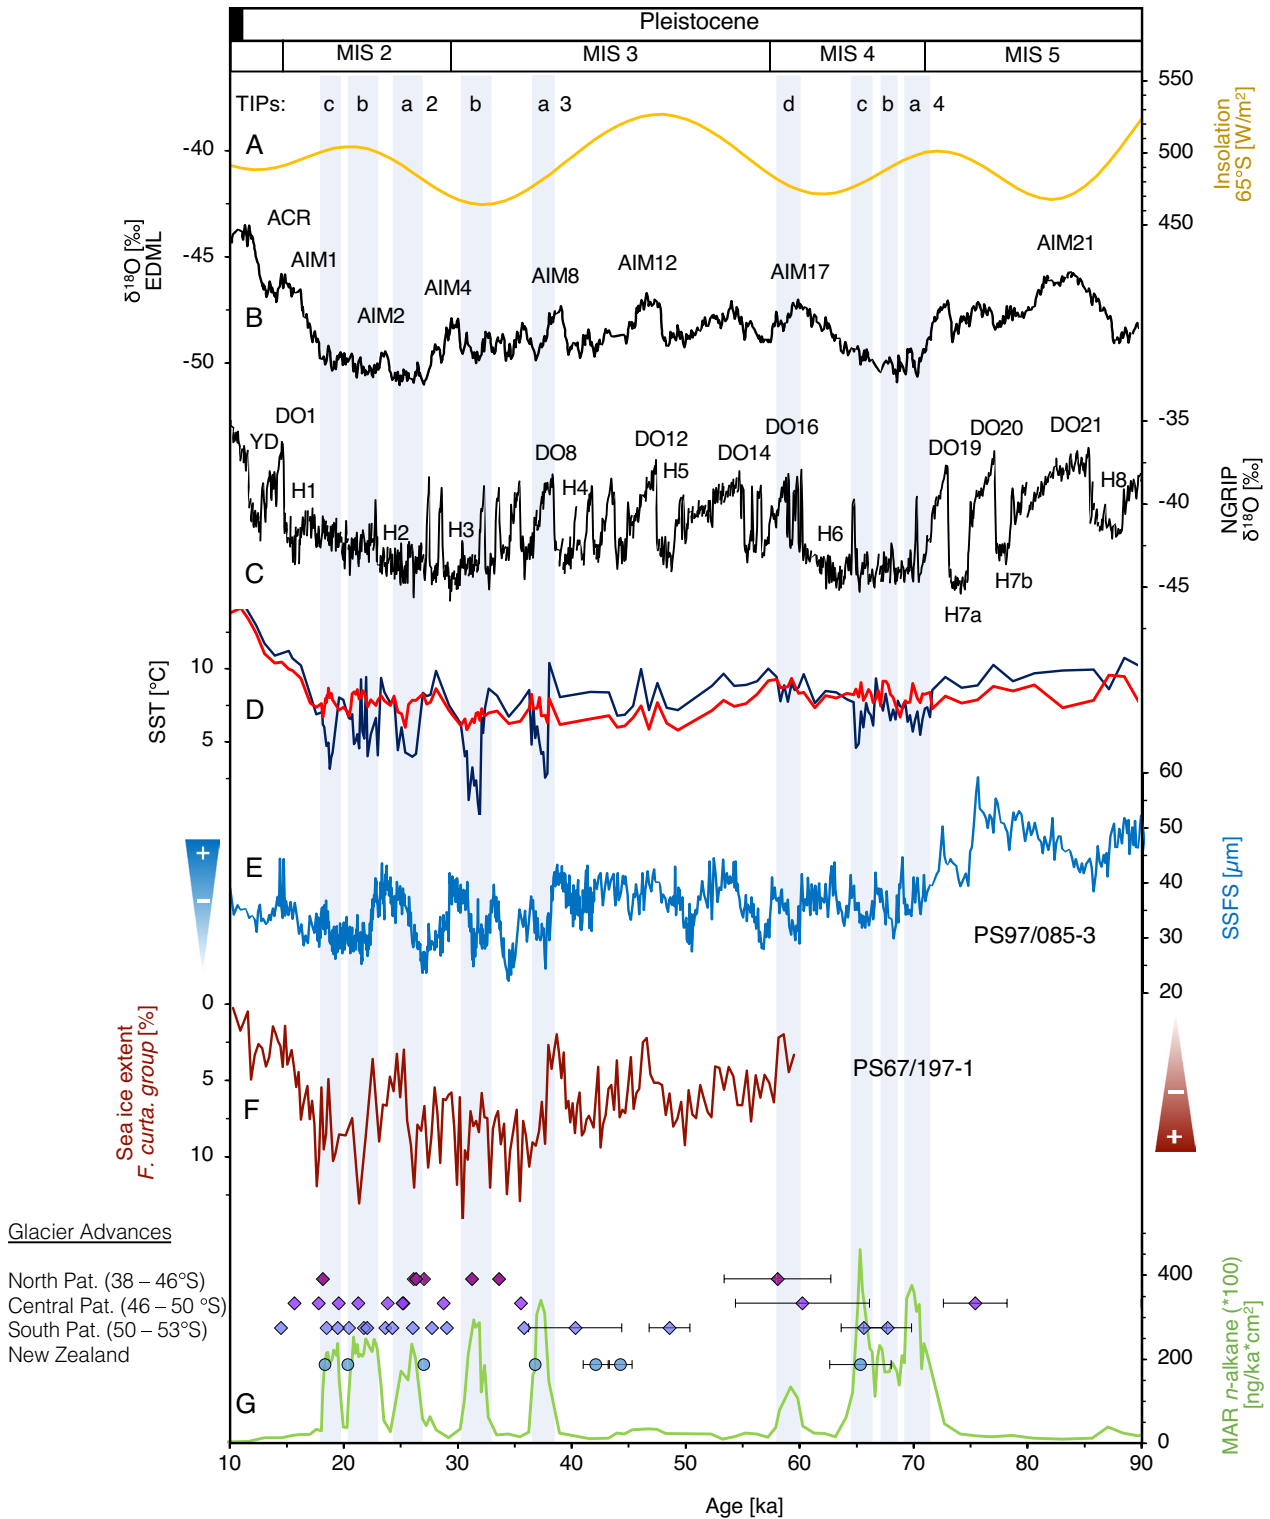 Pleistocene
MIS 2
MIS 3
MIS 4
MIS 5
TIPs:
c
b
a
2
b
a
3
d
c
b
a
4
A
550
500
450
Insolation
65°S [W/m²]
-40
-45
-50
δ¹⁸O [‰]
EDML
ACR
AIM1
AIM2
AIM4
AIM8
AIM12
AIM17
AIM21
B
-35
-40
-45
NGRIP
δ¹⁸O [‰]
YD
DO1
H1
H2
H3
DO8
H4
DO12
H5
DO14
DO16
H6
DO19
DO20
DO21
H8
H7b
H7a
C
10
5
SST [°C]
D
60
50
40
30
20
SSFS [µm]
+
–
E
PS97/085-3
0
5
10
Sea ice extent
F. curta. group [%]
F
PS67/197-1
–
+
Glacier Advances
North Pat. (38 – 46°S)
Central Pat. (46 – 50 °S)
South Pat. (50 – 53°S)
New Zealand
G
400
200
0
MAR n-alkane (*100)
[ng/ka*cm²]
10
20
30
40
50
60
70
80
90
Age [ka]